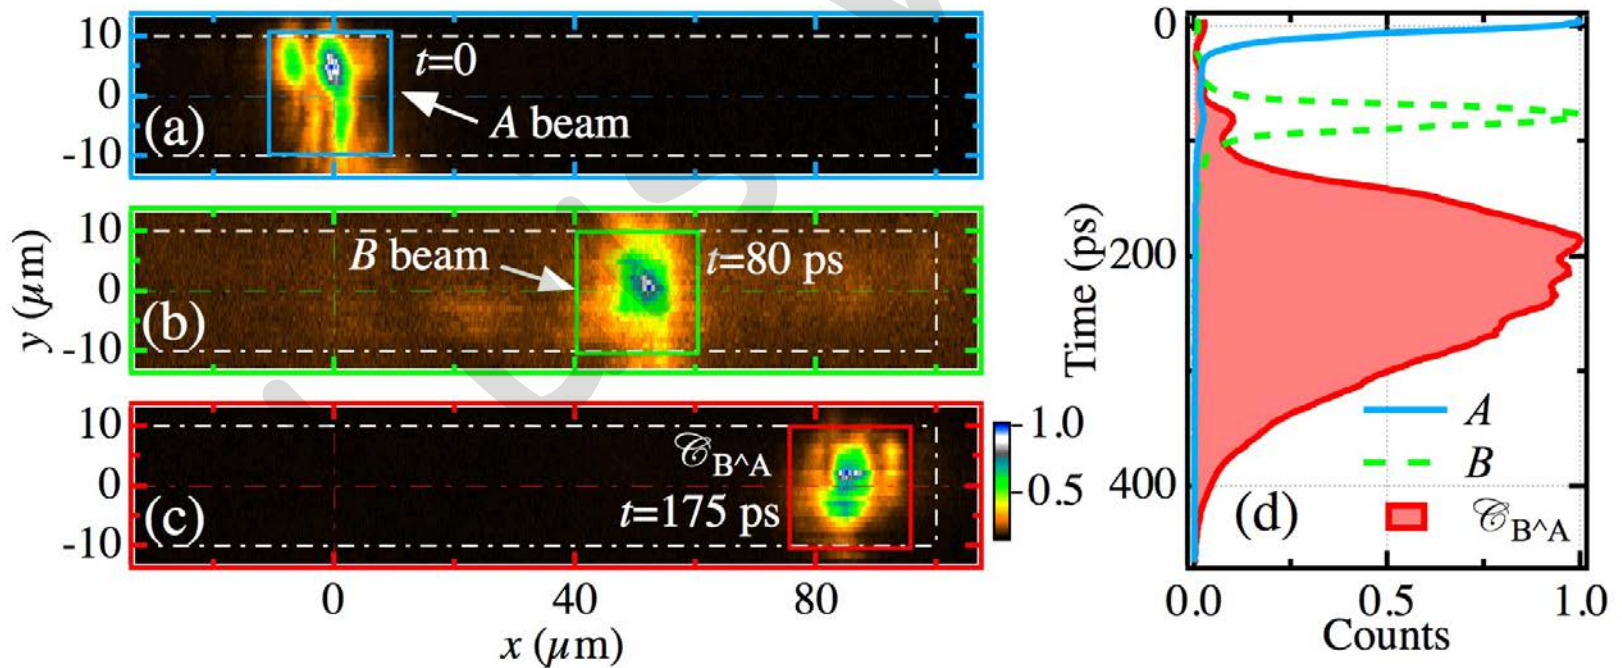 10
0
-10
(a)
t=0
A beam
10
0
-10
(b)
B beam
t=80 ps
y (µm)
10
0
-10
(c)
𝒞B^A
t=175 ps
1.0
0.5
0
40
80
x (µm)
0
200
400
Time (ps)
A
B
𝒞B^A
(d)
0.0
0.5
1.0
Counts